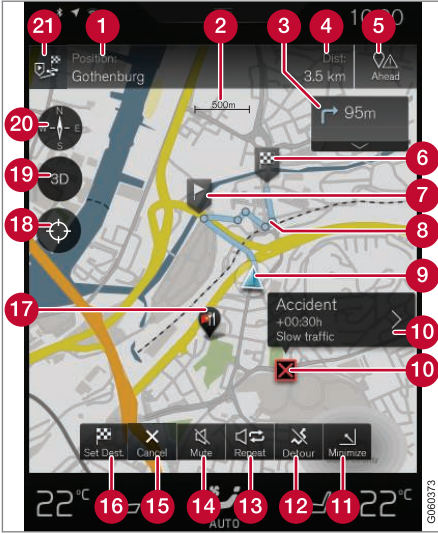 21 1 2 3 4 5
10:00
Position:
Gothenburg
500m
Dist:
3.5 km
Ahead
95m
20
N
W E
S
19
3D
18
6
7
8
9
17
Accident
+00:30h
Slow traffic
10
10
Set Dest.
Cancel
Mute
Repeat
Detour
Minimize
16 15 14 13 12 11
22°C
AUTO
22°C
G060373